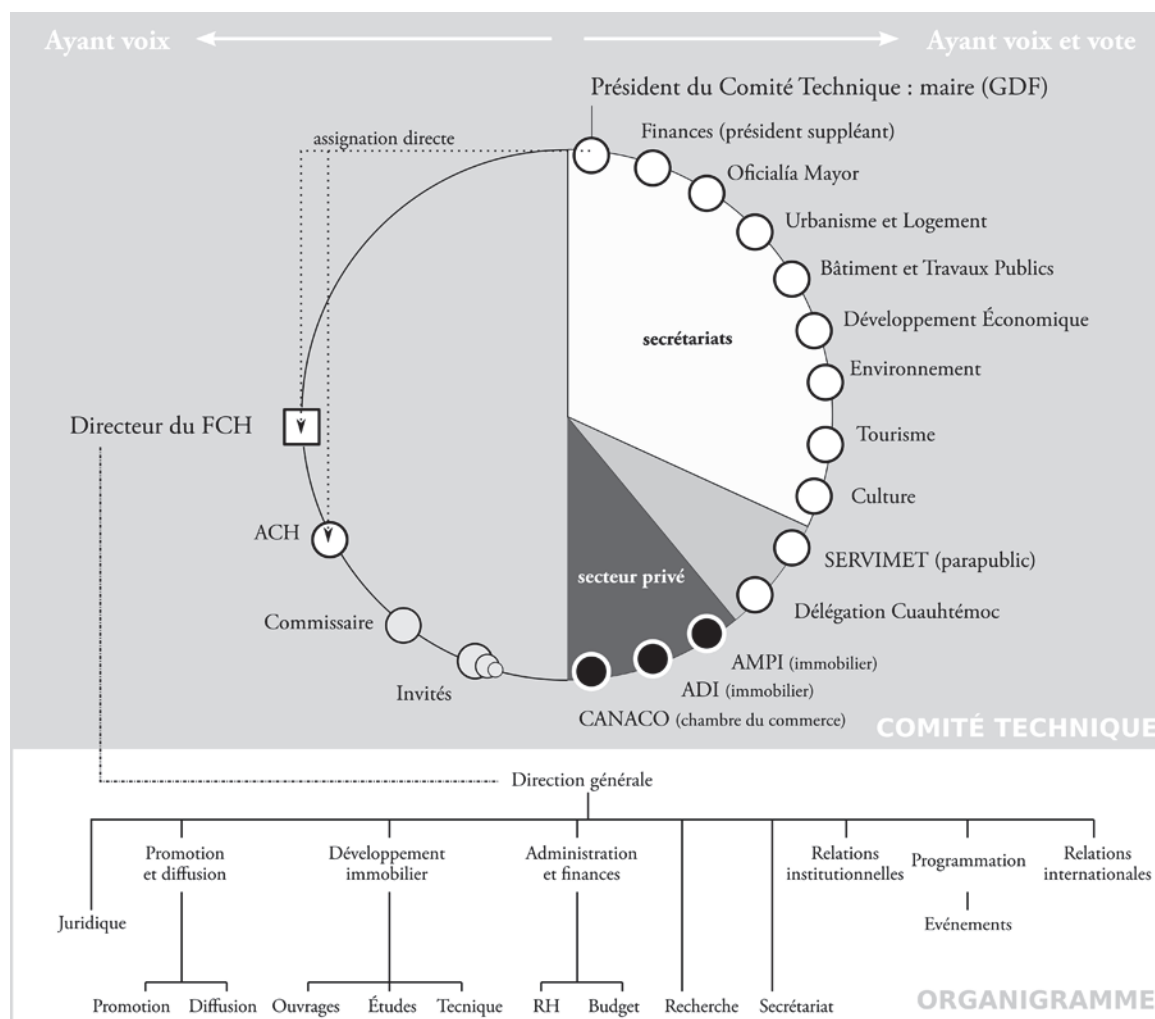 Ayant voix
Ayant voix et vote
Président du Comité Technique : maire (GDF)
assignation directe
Finances (président suppléant)
Oficialía Mayor
Urbanisme et Logement
Bâtiment et Travaux Publics
Développement Économique
secrétariats
Environnement
Directeur du FCH
Tourisme
Culture
ACH
SERVIMET (parapublic)
secteur privé
Délégation Cuauhtémoc
Commissaire
AMPI (immobilier)
Invités
ADI (immobilier)
CANACO (chambre du commerce)
COMITÉ TECHNIQUE
Direction générale
Promotion
et diffusion
Développement
immobilier
Administration
et finances
Relations
institutionnelles
Programmation
Relations
internationales
Juridique
Evénements
Promotion
Diffusion
Ouvrages
Études
Tecnique
RH
Budget
Recherche
Secrétariat
ORGANIGRAMME